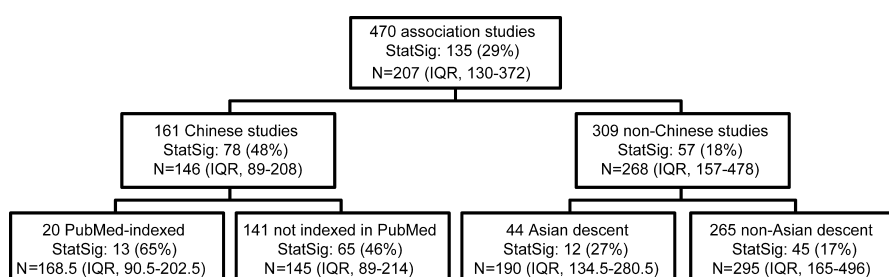 470 association studies
StatSig: 135 (29%)
N=207 (IQR, 130-372)
161 Chinese studies
StatSig: 78 (48%)
N=146 (IQR, 89-208)
309 non-Chinese studies
StatSig: 57 (18%)
N=268 (IQR, 157-478)
20 PubMed-indexed
StatSig: 13 (65%)
N=168.5 (IQR, 90.5-202.5)
141 not indexed in PubMed
StatSig: 65 (46%)
N=145 (IQR, 89-214)
44 Asian descent
StatSig: 12 (27%)
N=190 (IQR, 134.5-280.5)
265 non-Asian descent
StatSig: 45 (17%)
N=295 (IQR, 165-496)